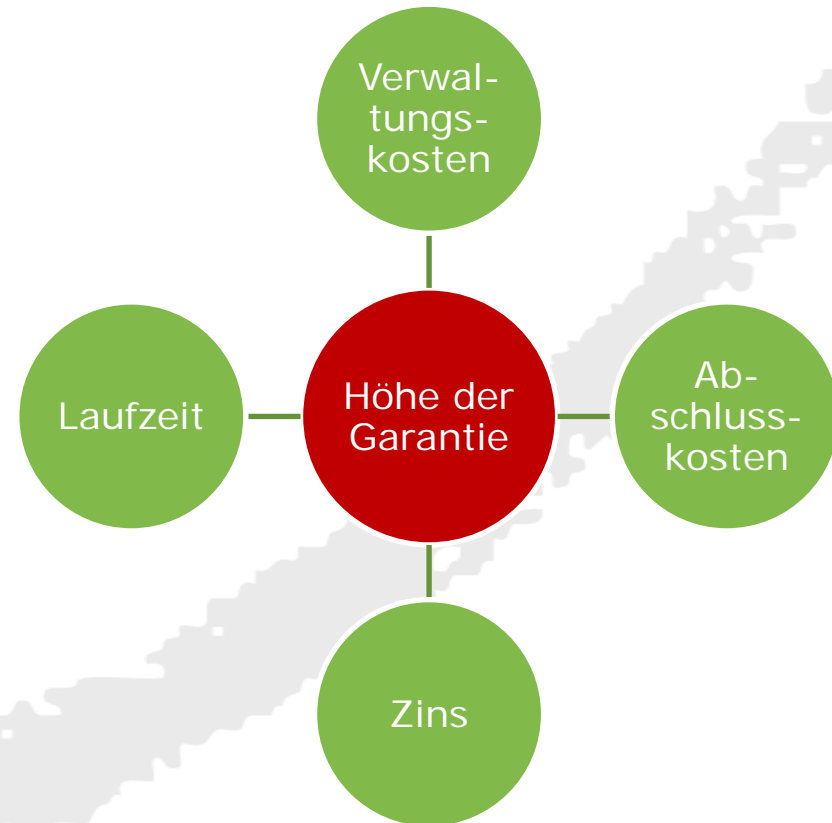 Verwal-
tungs-
kosten
Laufzeit
Höhe der
Garantie
Ab-
schluss-
kosten
Zins